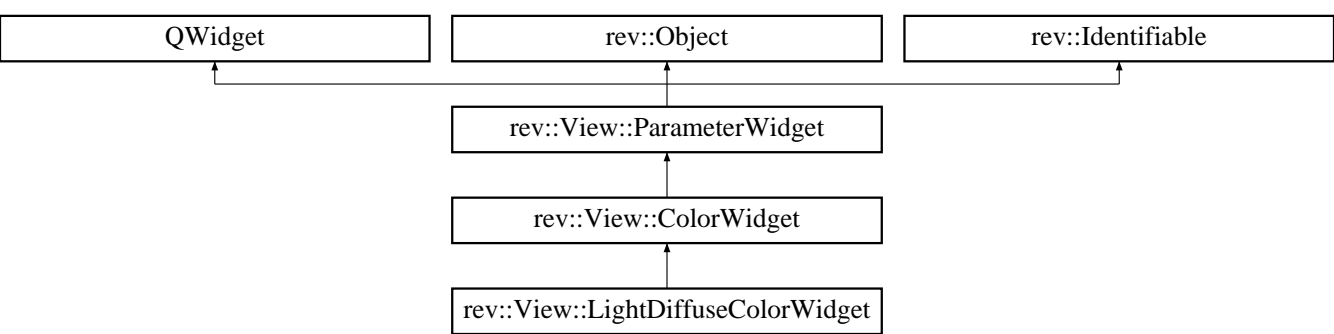 QWidget
rev::Object
rev::Identifiable
rev::View::ParameterWidget
rev::View::ColorWidget
rev::View::LightDiffuseColorWidget